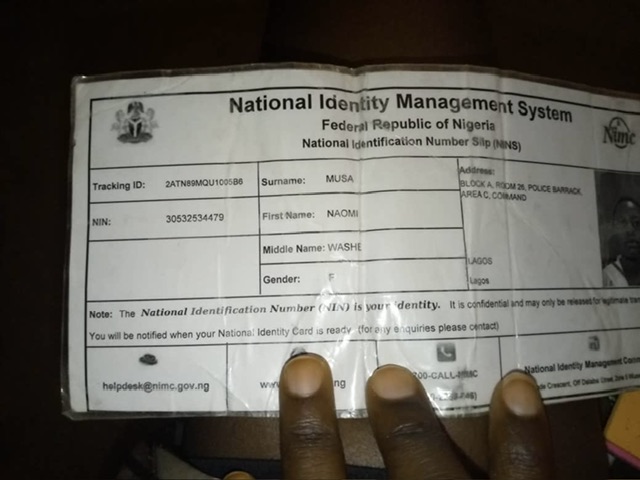 National Identity Management System
Federal Republic of Nigeria
National Identification Number Slip (NINS)
Nimc
Tracking ID: 2ATN89MQU1005B6
Surname: MUSA
Address:
BLOCK A, ROOM 25, POLICE BARRACK,
AREA C, COMMAND
NIN: 30532534479
First Name: NAOMI
Middle Name: WASHE
LAGOS
Gender: F
Lagos
Note: The National Identification Number (NIN) is your identity. It is confidential and may only be released for legitimate
You will be notified when your National Identity Card is ready (for any enquiries please contact)
helpdesk@nimc.gov.ng
National Identity Management
Crescent, Off